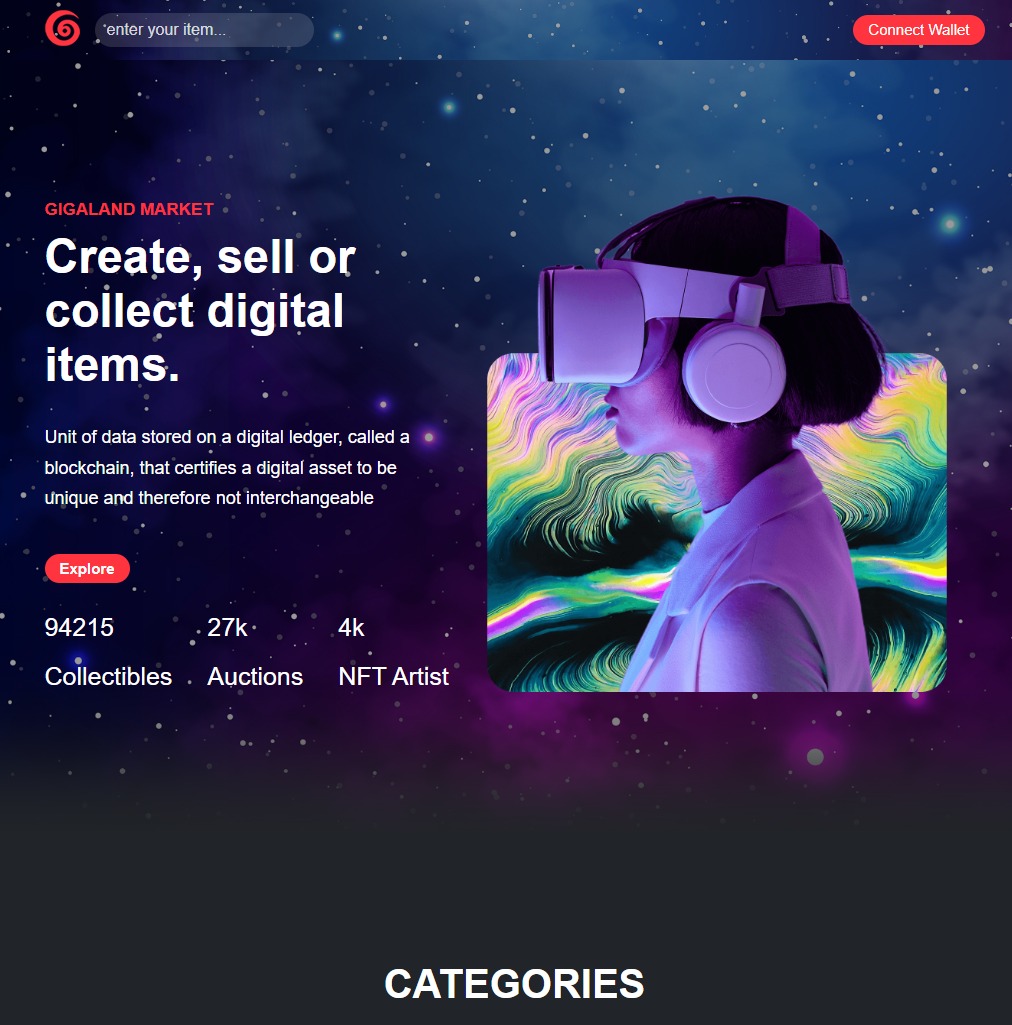 enter your item...
Connect Wallet
GIGALAND MARKET
Create, sell or
collect digital
items.
Unit of data stored on a digital ledger, called a
blockchain, that certifies a digital asset to be
unique and therefore not interchangeable
Explore
94215 27k 4k
Collectibles Auctions NFT Artist
CATEGORIES